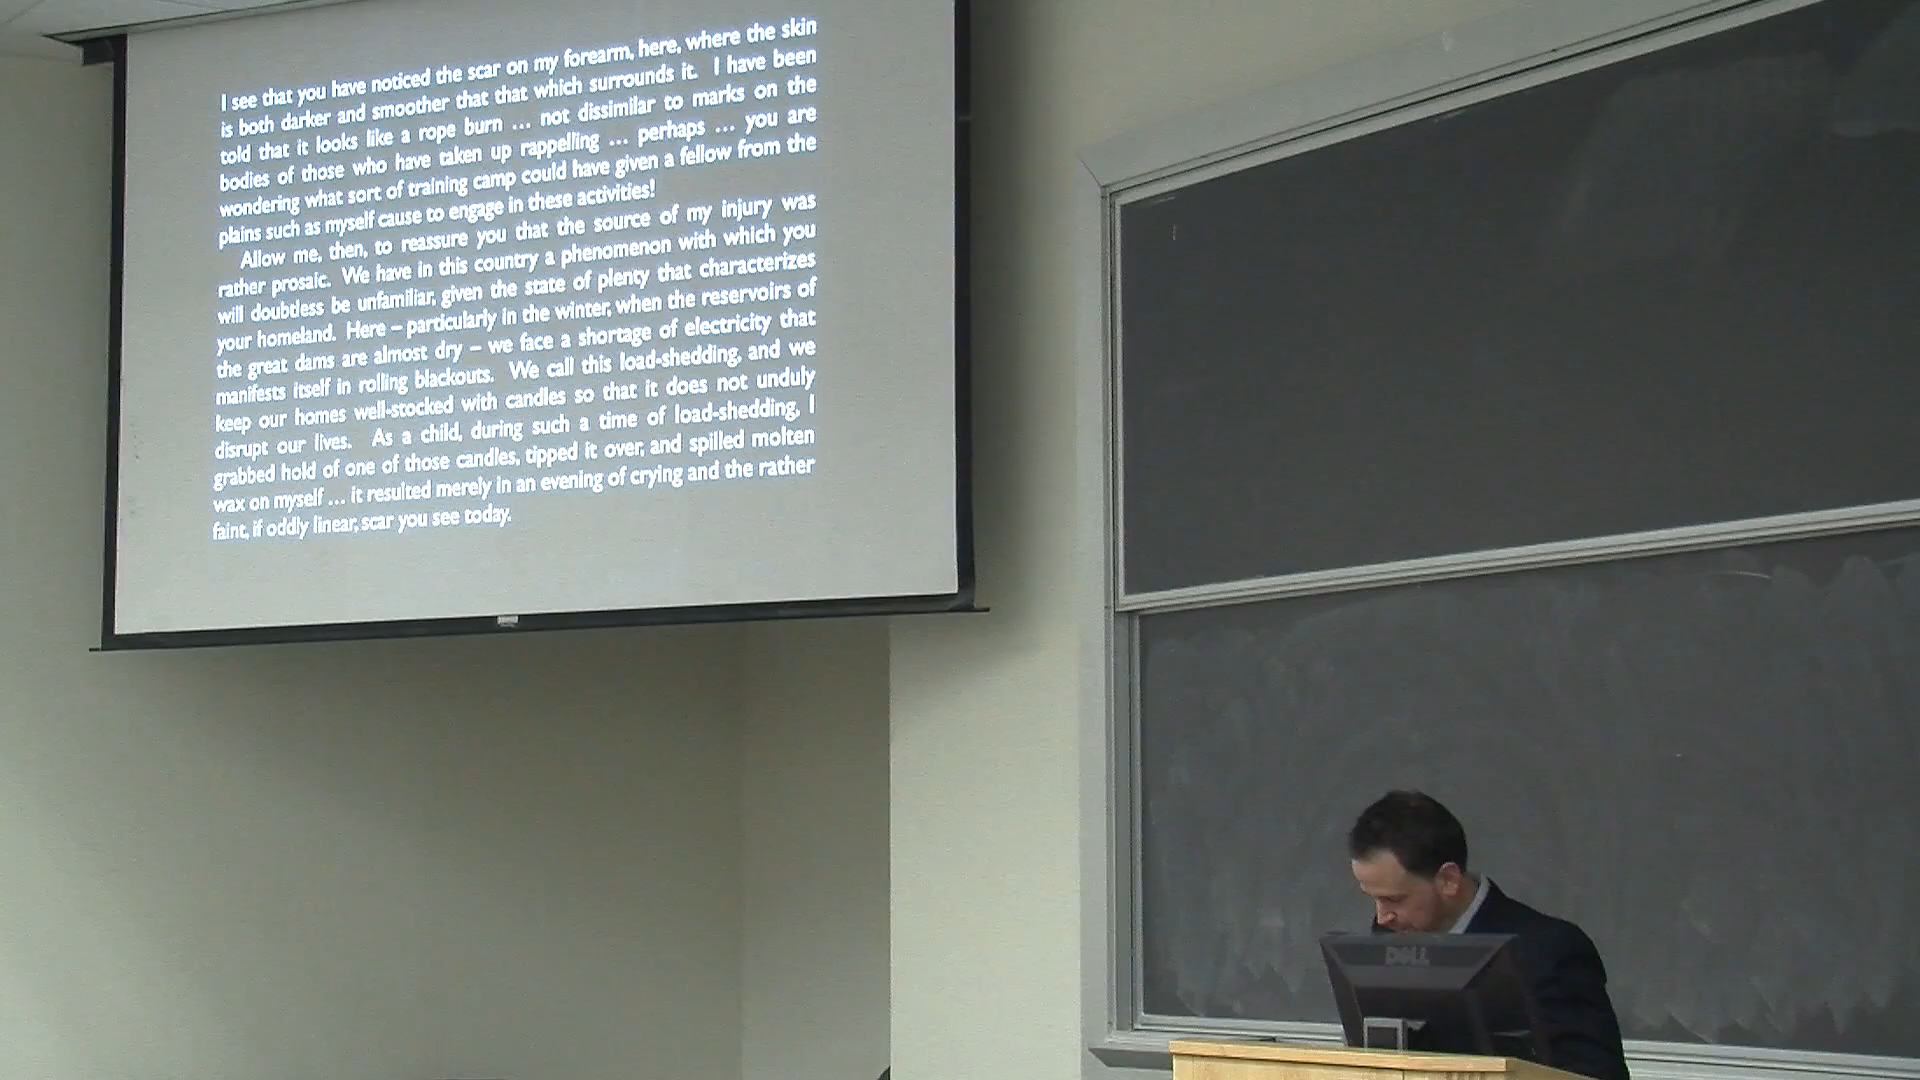 I see that you have noticed the scar on my forearm, here, where the skin
is both darker and smoother that that which surrounds it. I have been
told that it looks like a rope burn … not dissimilar to marks on the
bodies of those who have taken up rappelling … perhaps … you are
wondering what sort of training camp could have given a fellow from the
plains such as myself cause to engage in these activities!
Allow me, then, to reassure you that the source of my injury was
rather prosaic. We have in this country a phenomenon with which you
will doubtless be unfamiliar, given the state of plenty that characterizes
your homeland. Here – particularly in the winter, when the reservoirs of
the great dams are almost dry – we face a shortage of electricity that
manifests itself in rolling blackouts. We call this load-shedding, and we
keep our homes well-stocked with candles so that it does not unduly
disrupt our lives. As a child, during such a time of load-shedding, I
grabbed hold of one of those candles, tipped it over, and spilled molten
wax on myself … it resulted merely in an evening of crying and the rather
faint, if oddly linear, scar you see today.
DELL